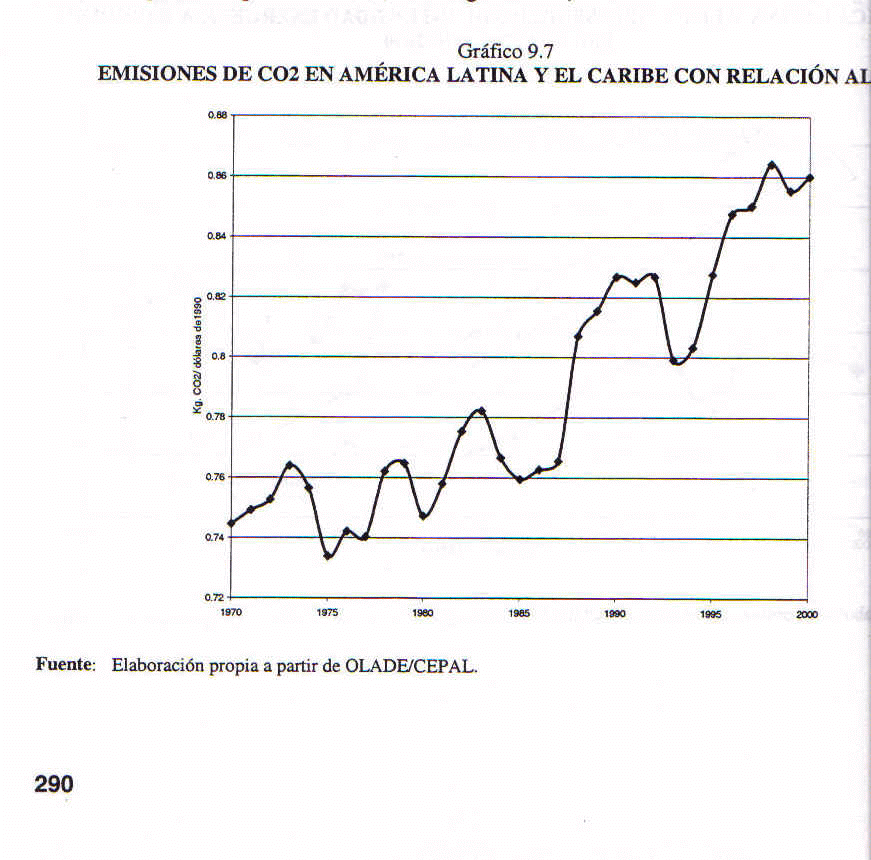 Gráfico 9.7
EMISIONES DE CO2 EN AMÉRICA LATINA Y EL CARIBE CON RELACIÓN AL
0.88
0.86
0.84
0.82
0.8
0.78
0.76
0.74
0.72
Kg. CO2/ dólares de1990
1970 1975 1980 1985 1990 1995 2000
Fuente: Elaboración propia a partir de OLADE/CEPAL.
290